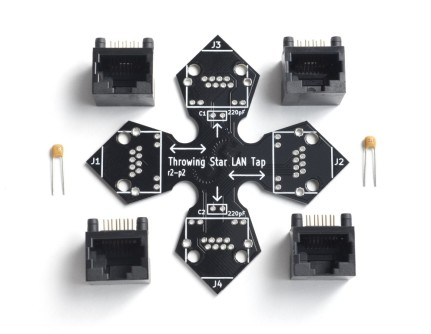 J3
C1 220pF
J1 Throwing Star LAN Tap J2
r2-p2
C2 220pF
J4